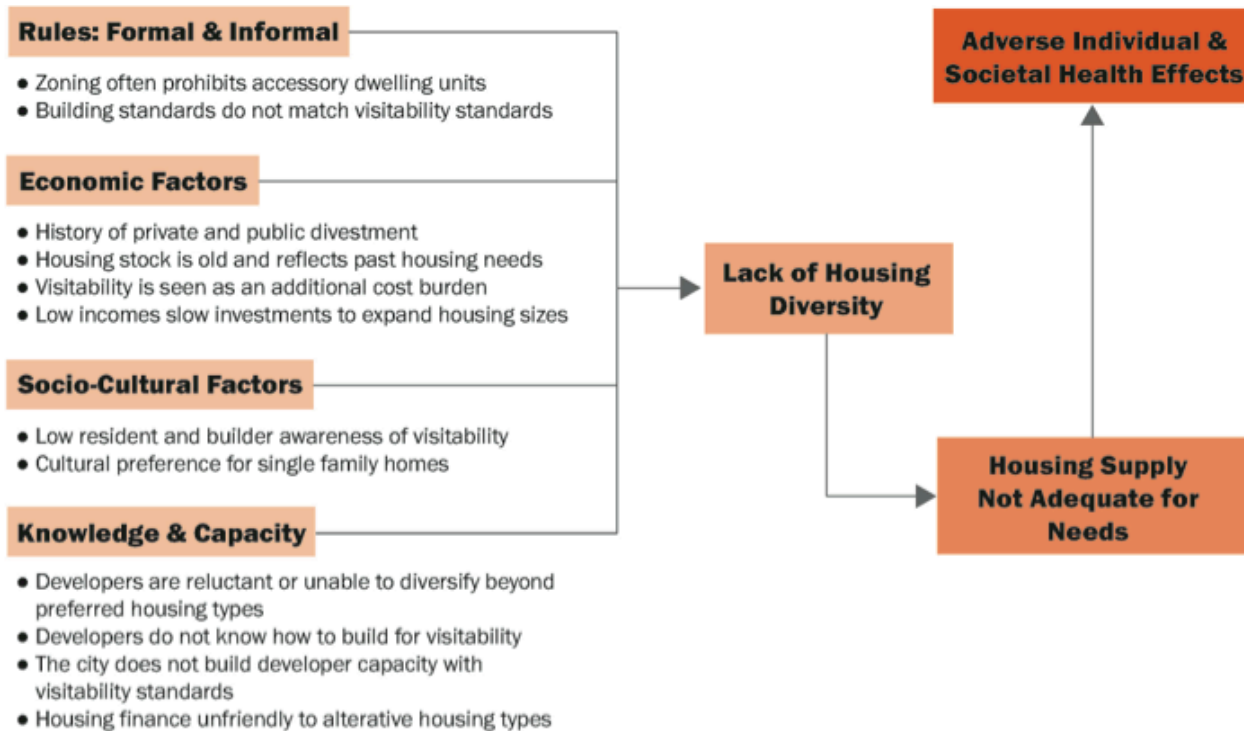 Rules: Formal & Informal
● Zoning often prohibits accessory dwelling units
● Building standards do not match visitability standards
Economic Factors
● History of private and public divestment
● Housing stock is old and reflects past housing needs
● Visitability is seen as an additional cost burden
● Low incomes slow investments to expand housing sizes
Socio-Cultural Factors
● Low resident and builder awareness of visitability
● Cultural preference for single family homes
Knowledge & Capacity
● Developers are reluctant or unable to diversify beyond
preferred housing types
● Developers do not know how to build for visitability
● The city does not build developer capacity with
visitability standards
● Housing finance unfriendly to alterative housing types
Lack of Housing
Diversity
Housing Supply
Not Adequate for
Needs
Adverse Individual &
Societal Health Effects